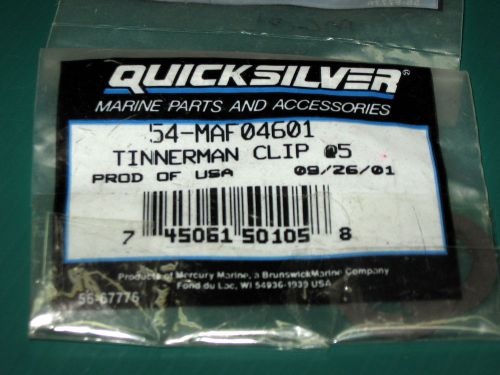 QUICKSILVER®
MARINE PARTS AND ACCESSORIES
54-MAF04601
TINNERMAN CLIP @5
PROD OF USA 09/26/01
7 45061 50105 8
Products of Mercury Marine, a Brunswick Marine Company
Fond du Lac, WI 54936-1939 USA
56-67776